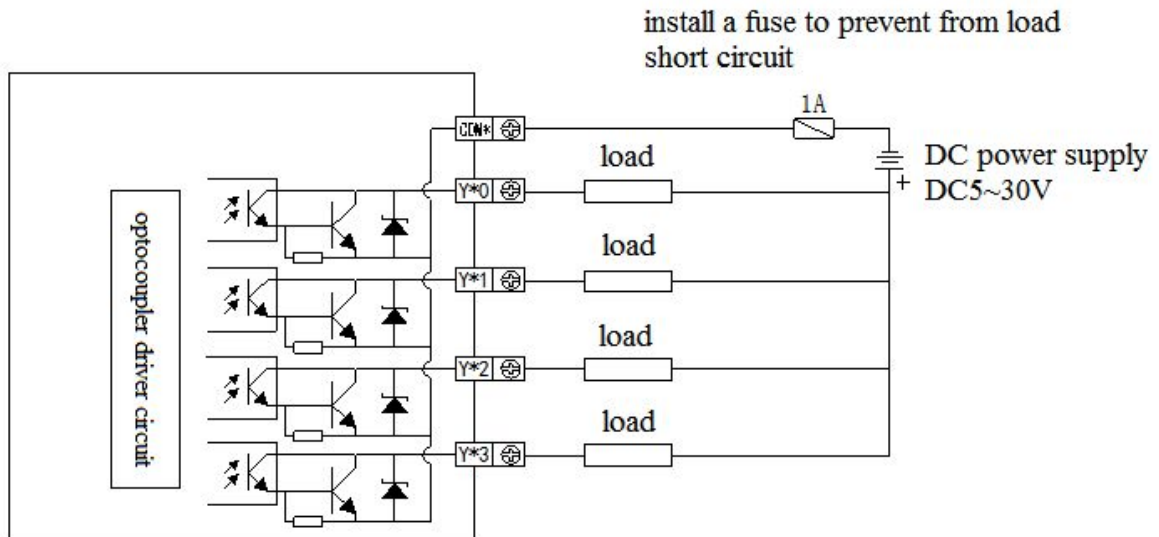 install a fuse to prevent from load
short circuit
1A
COM*
load
DC power supply
DC5~30V
+
Y*0
load
Y*1
load
Y*2
load
Y*3
optocoupler driver circuit